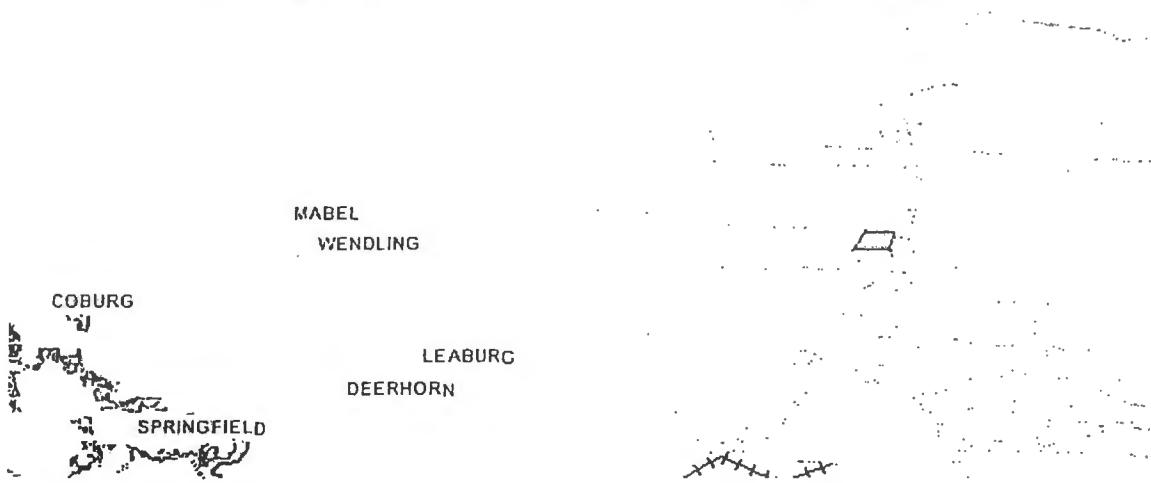 MABEL
WENDLING
COBURG
LEABURG
DEERHORN
SPRINGFIELD